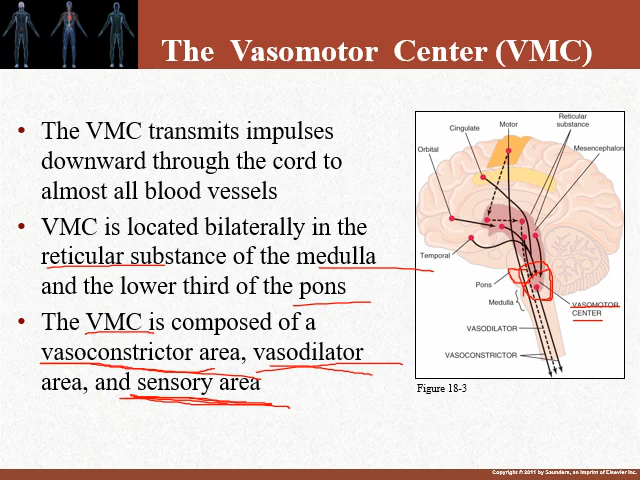 The Vasomotor Center (VMC)
• The VMC transmits impulses
downward through the cord to
almost all blood vessels
• VMC is located bilaterally in the
reticular substance of the medulla
and the lower third of the pons
• The VMC is composed of a
vasoconstrictor area, vasodilator
area, and sensory area
Reticular
substance
Motor
Cingulate
Mesencephalon
Orbital
Temporal
Pons
Medulla
VASOMOTOR
CENTER
VASODILATOR
VASOCONSTRICTOR
Figure 18-3
Copyright © 2011 by Saunders, an imprint of Elsevier Inc.